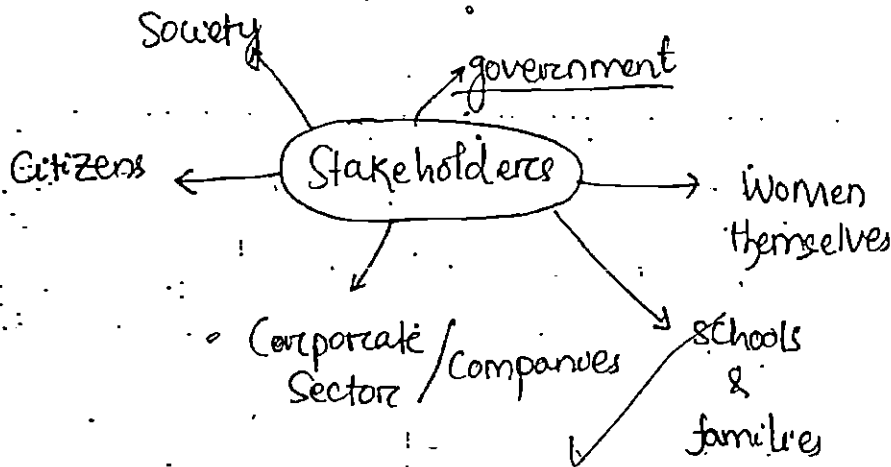 Society
government
Citizens
Stakeholders
Women
themselves
Corporate
Sector / Companies
schools
&
families